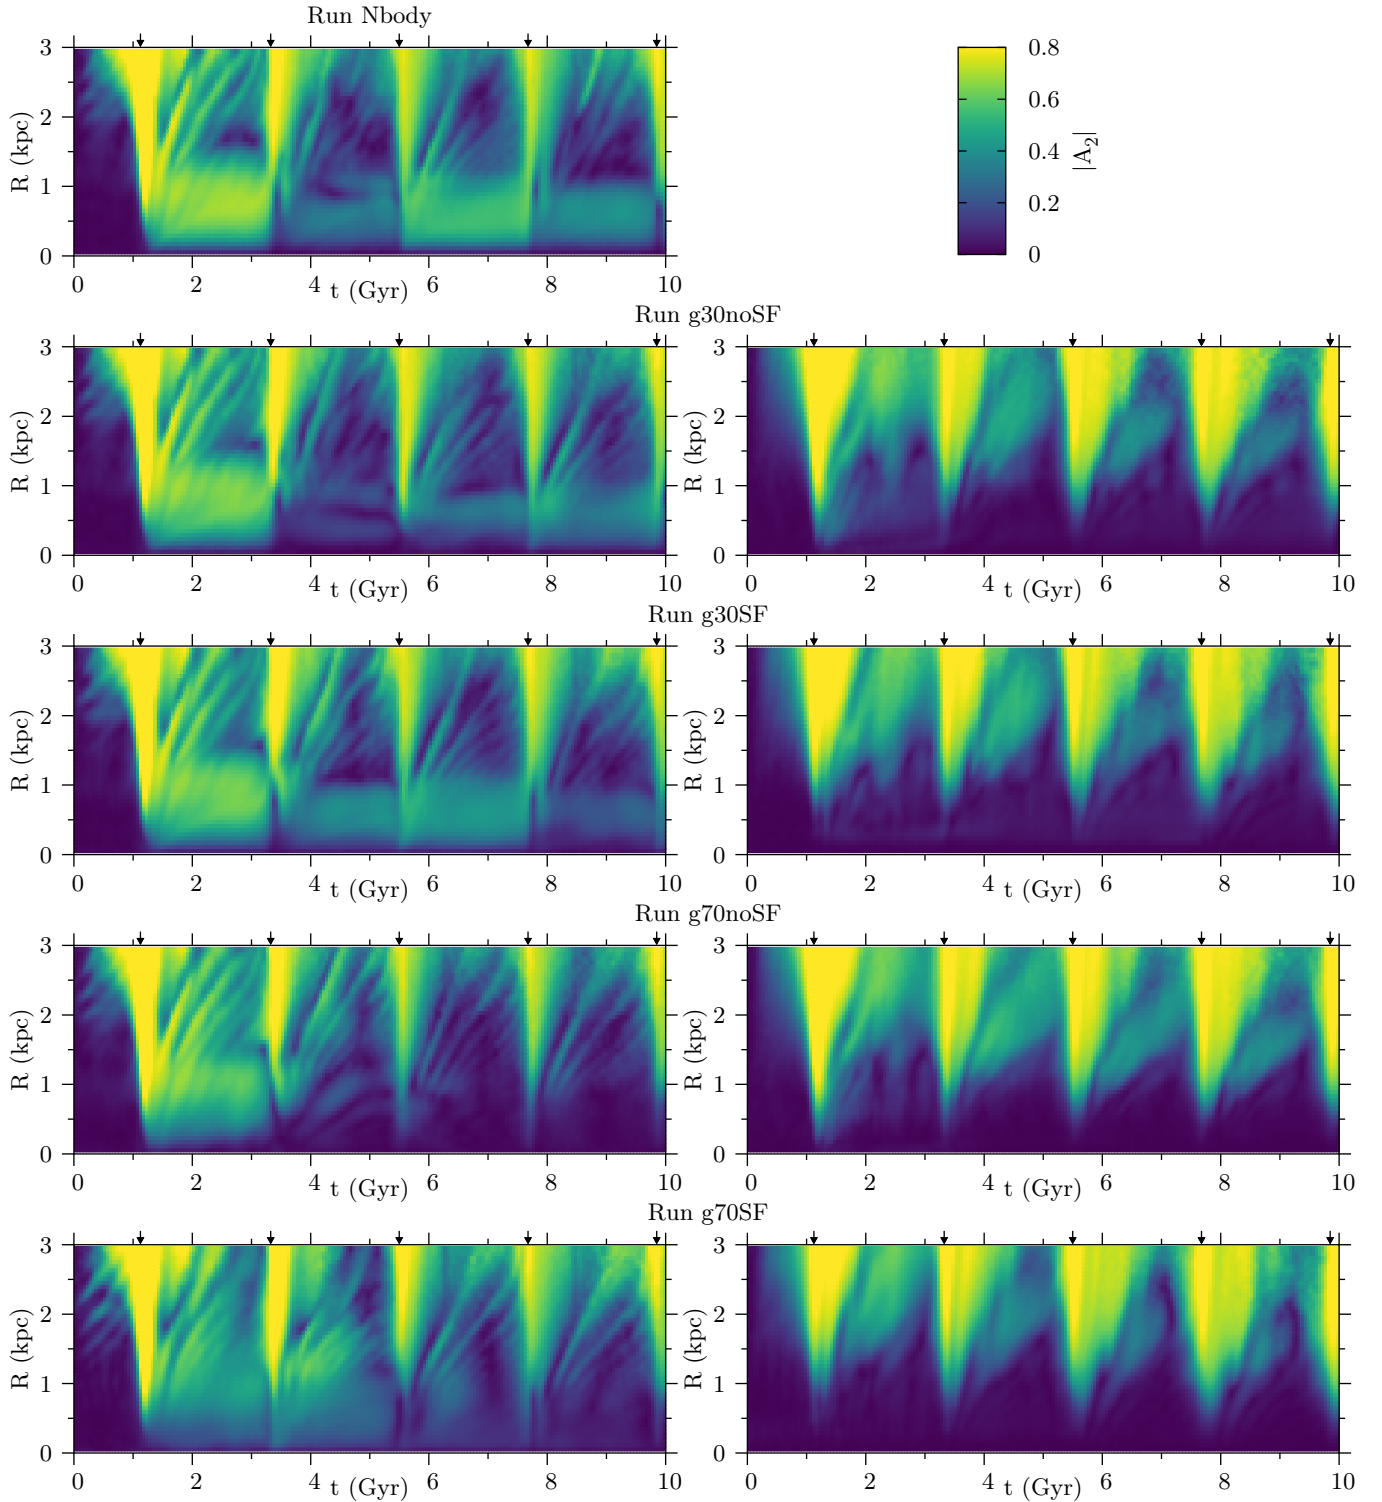 Run Nbody
3
2
1
0
R (kpc)
0 2 4 6 8 10
t (Gyr)
0.8
0.6
0.4
0.2
0
|A2|
Run g30noSF
3
2
1
0
R (kpc)
0 2 4 6 8 10
t (Gyr)
3
2
1
0
R (kpc)
0 2 4 6 8 10
t (Gyr)
Run g30SF
3
2
1
0
R (kpc)
0 2 4 6 8 10
t (Gyr)
3
2
1
0
R (kpc)
0 2 4 6 8 10
t (Gyr)
Run g70noSF
3
2
1
0
R (kpc)
0 2 4 6 8 10
t (Gyr)
3
2
1
0
R (kpc)
0 2 4 6 8 10
t (Gyr)
Run g70SF
3
2
1
0
R (kpc)
0 2 4 6 8 10
t (Gyr)
3
2
1
0
R (kpc)
0 2 4 6 8 10
t (Gyr)